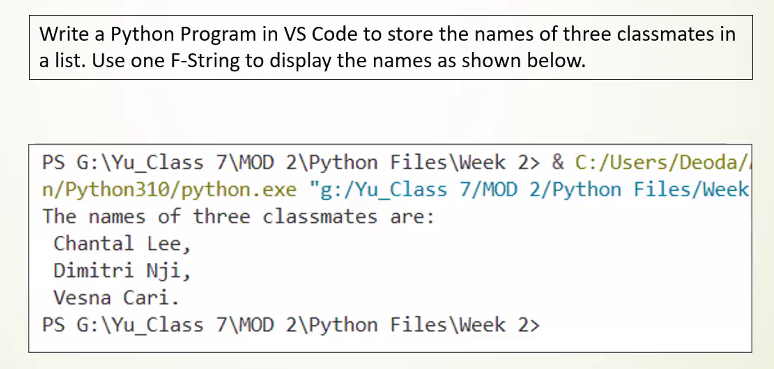 Write a Python Program in VS Code to store the names of three classmates in
a list. Use one F-String to display the names as shown below.
PS G:\Yu_Class 7\MOD 2\Python Files\Week 2> & C:/Users/Deoda/
n/Python310/python.exe "g:/Yu_Class 7/MOD 2/Python Files/Week
The names of three classmates are:
Chantal Lee,
Dimitri Nji,
Vesna Cari.
PS G:\Yu_Class 7\MOD 2\Python Files\Week 2>